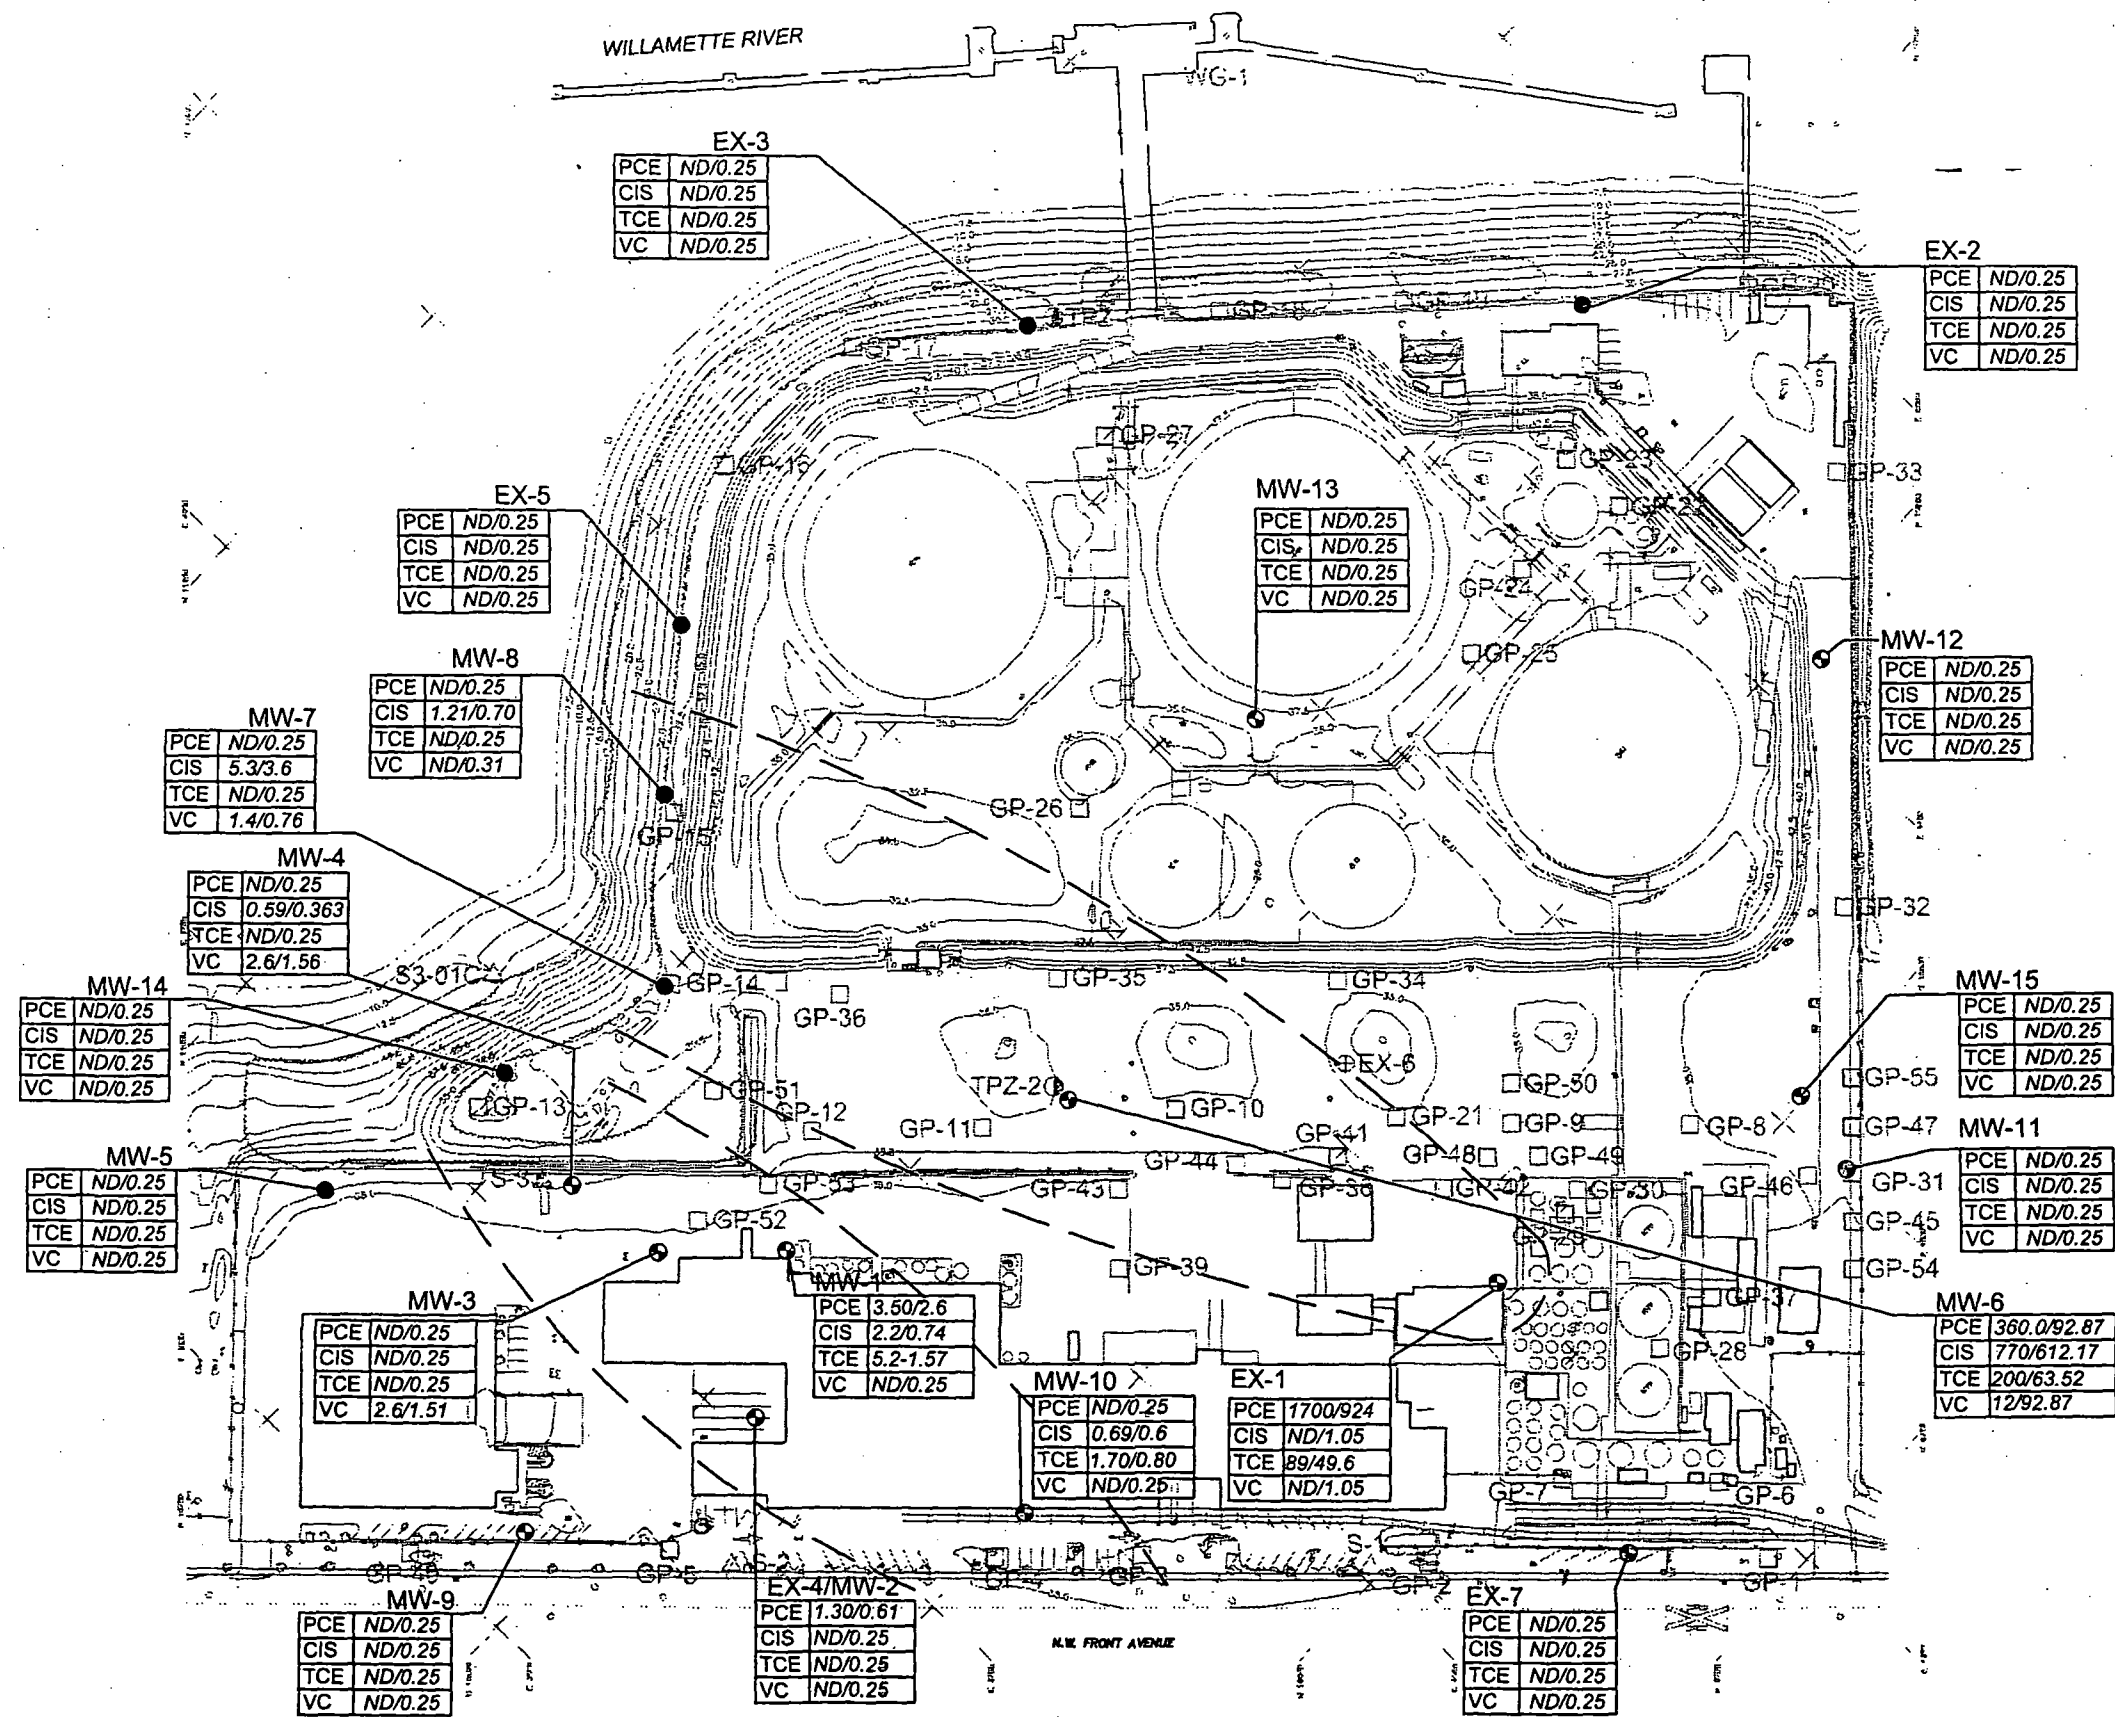 WILLAMETTE RIVER
WG-1
EX-3
PCE ND/0.25
CIS ND/0.25
TCE ND/0.25
VC ND/0.25
EX-2
PCE ND/0.25
CIS ND/0.25
TCE ND/0.25
VC ND/0.25
GP-27
GP-16
GP-33
EX-5
PCE ND/0.25
CIS ND/0.25
TCE ND/0.25
VC ND/0.25
MW-13
PCE ND/0.25
CIS ND/0.25
TCE ND/0.25
VC ND/0.25
GP-24
GP-25
MW-12
PCE ND/0.25
CIS ND/0.25
TCE ND/0.25
VC ND/0.25
MW-8
PCE ND/0.25
CIS 1.21/0.70
TCE ND/0.25
VC ND/0.31
MW-7
PCE ND/0.25
CIS 5.3/3.6
TCE ND/0.25
VC 1.4/0.76
GP-26
GP-15
MW-4
PCE ND/0.25
CIS 0.59/0.363
TCE ND/0.25
VC 2.6/1.56
GP-32
S3-01C
GP-14
GP-36
GP-35
GP-34
MW-14
PCE ND/0.25
CIS ND/0.25
TCE ND/0.25
VC ND/0.25
MW-15
PCE ND/0.25
CIS ND/0.25
TCE ND/0.25
VC ND/0.25
EX-6
TPZ-2
GP-51
GP-50
GP-55
GP-13
GP-12
GP-11
GP-10
GP-21
GP-9
GP-8
GP-47
GP-41
GP-44
GP-48
GP-49
MW-11
PCE ND/0.25
CIS ND/0.25
TCE ND/0.25
VC ND/0.25
MW-5
PCE ND/0.25
CIS ND/0.25
TCE ND/0.25
VC ND/0.25
GP-53
GP-43
GP-30
GP-46
GP-31
GP-52
GP-45
GP-39
GP-54
MW-1
PCE 3.50/2.6
CIS 2.2/0.74
TCE 5.2-1.57
VC ND/0.25
MW-3
PCE ND/0.25
CIS ND/0.25
TCE ND/0.25
VC 2.6/1.51
GP-37
GP-28
MW-6
PCE 360.0/92.87
CIS 770/612.17
TCE 200/63.52
VC 12/92.87
MW-10
PCE ND/0.25
CIS 0.69/0.6
TCE 1.70/0.80
VC ND/0.25
EX-1
PCE 1700/924
CIS ND/1.05
TCE 89/49.6
VC ND/1.05
GP-7
GP-6
GP-2
GP-1
MW-9
PCE ND/0.25
CIS ND/0.25
TCE ND/0.25
VC ND/0.25
EX-4/MW-2
PCE 1.30/0.61
CIS ND/0.25
TCE ND/0.25
VC ND/0.25
EX-7
PCE ND/0.25
CIS ND/0.25
TCE ND/0.25
VC ND/0.25
N.W. FRONT AVENUE